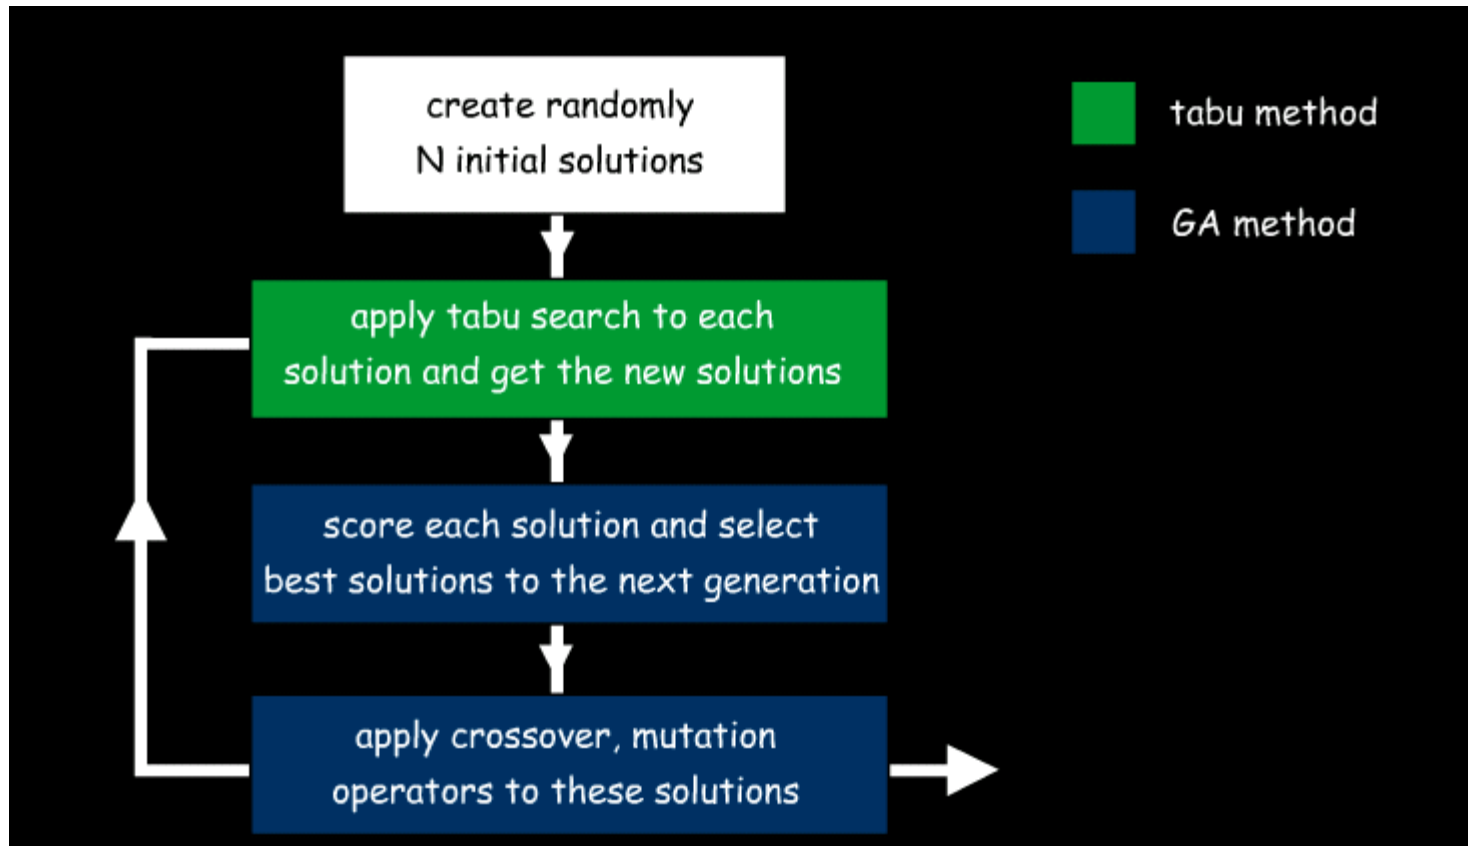 create randomly
N initial solutions
tabu method
GA method
apply tabu search to each
solution and get the new solutions
score each solution and select
best solutions to the next generation
apply crossover, mutation
operators to these solutions